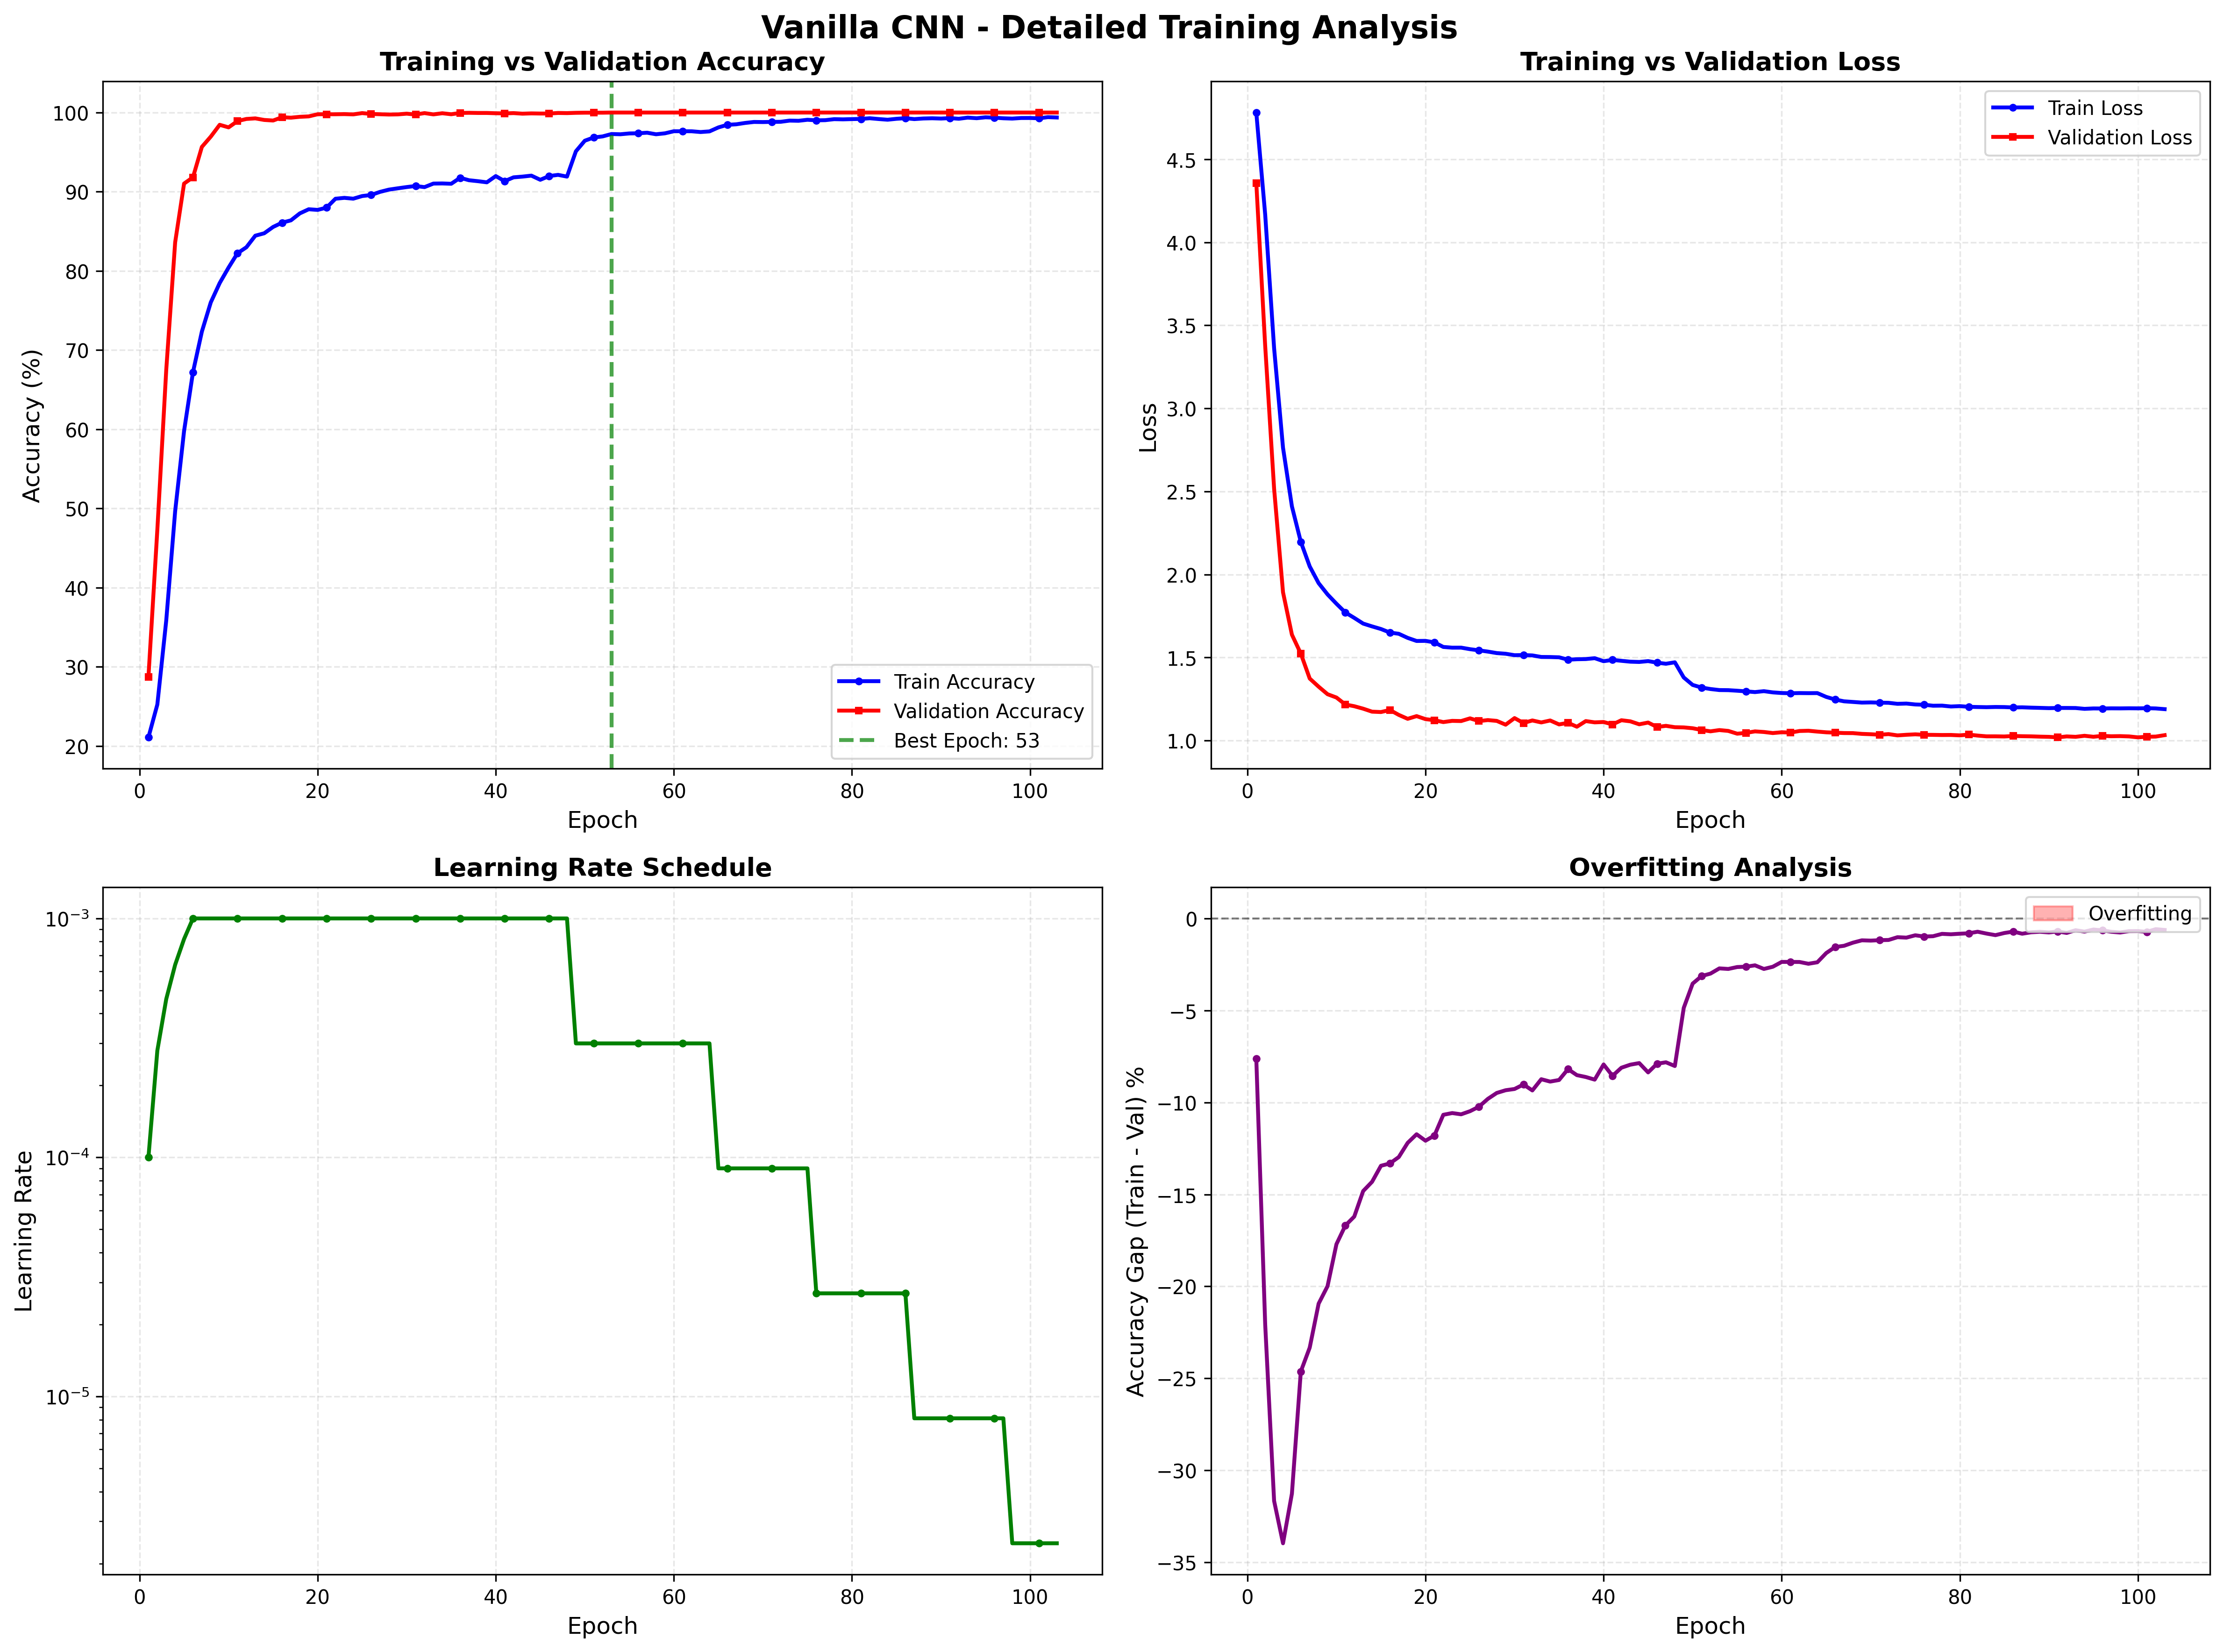 Vanilla CNN - Detailed Training Analysis
Training vs Validation Accuracy
Accuracy (%)
100
90
80
70
60
50
40
30
20
0
20
40
60
80
100
Epoch
Train Accuracy
Validation Accuracy
Best Epoch: 53
Training vs Validation Loss
Loss
4.5
4.0
3.5
3.0
2.5
2.0
1.5
1.0
0
20
40
60
80
100
Epoch
Train Loss
Validation Loss
Learning Rate Schedule
Learning Rate
10⁻³
10⁻⁴
10⁻⁵
0
20
40
60
80
100
Epoch
Overfitting Analysis
Accuracy Gap (Train - Val) %
0
−5
−10
−15
−20
−25
−30
−35
0
20
40
60
80
100
Epoch
Overfitting